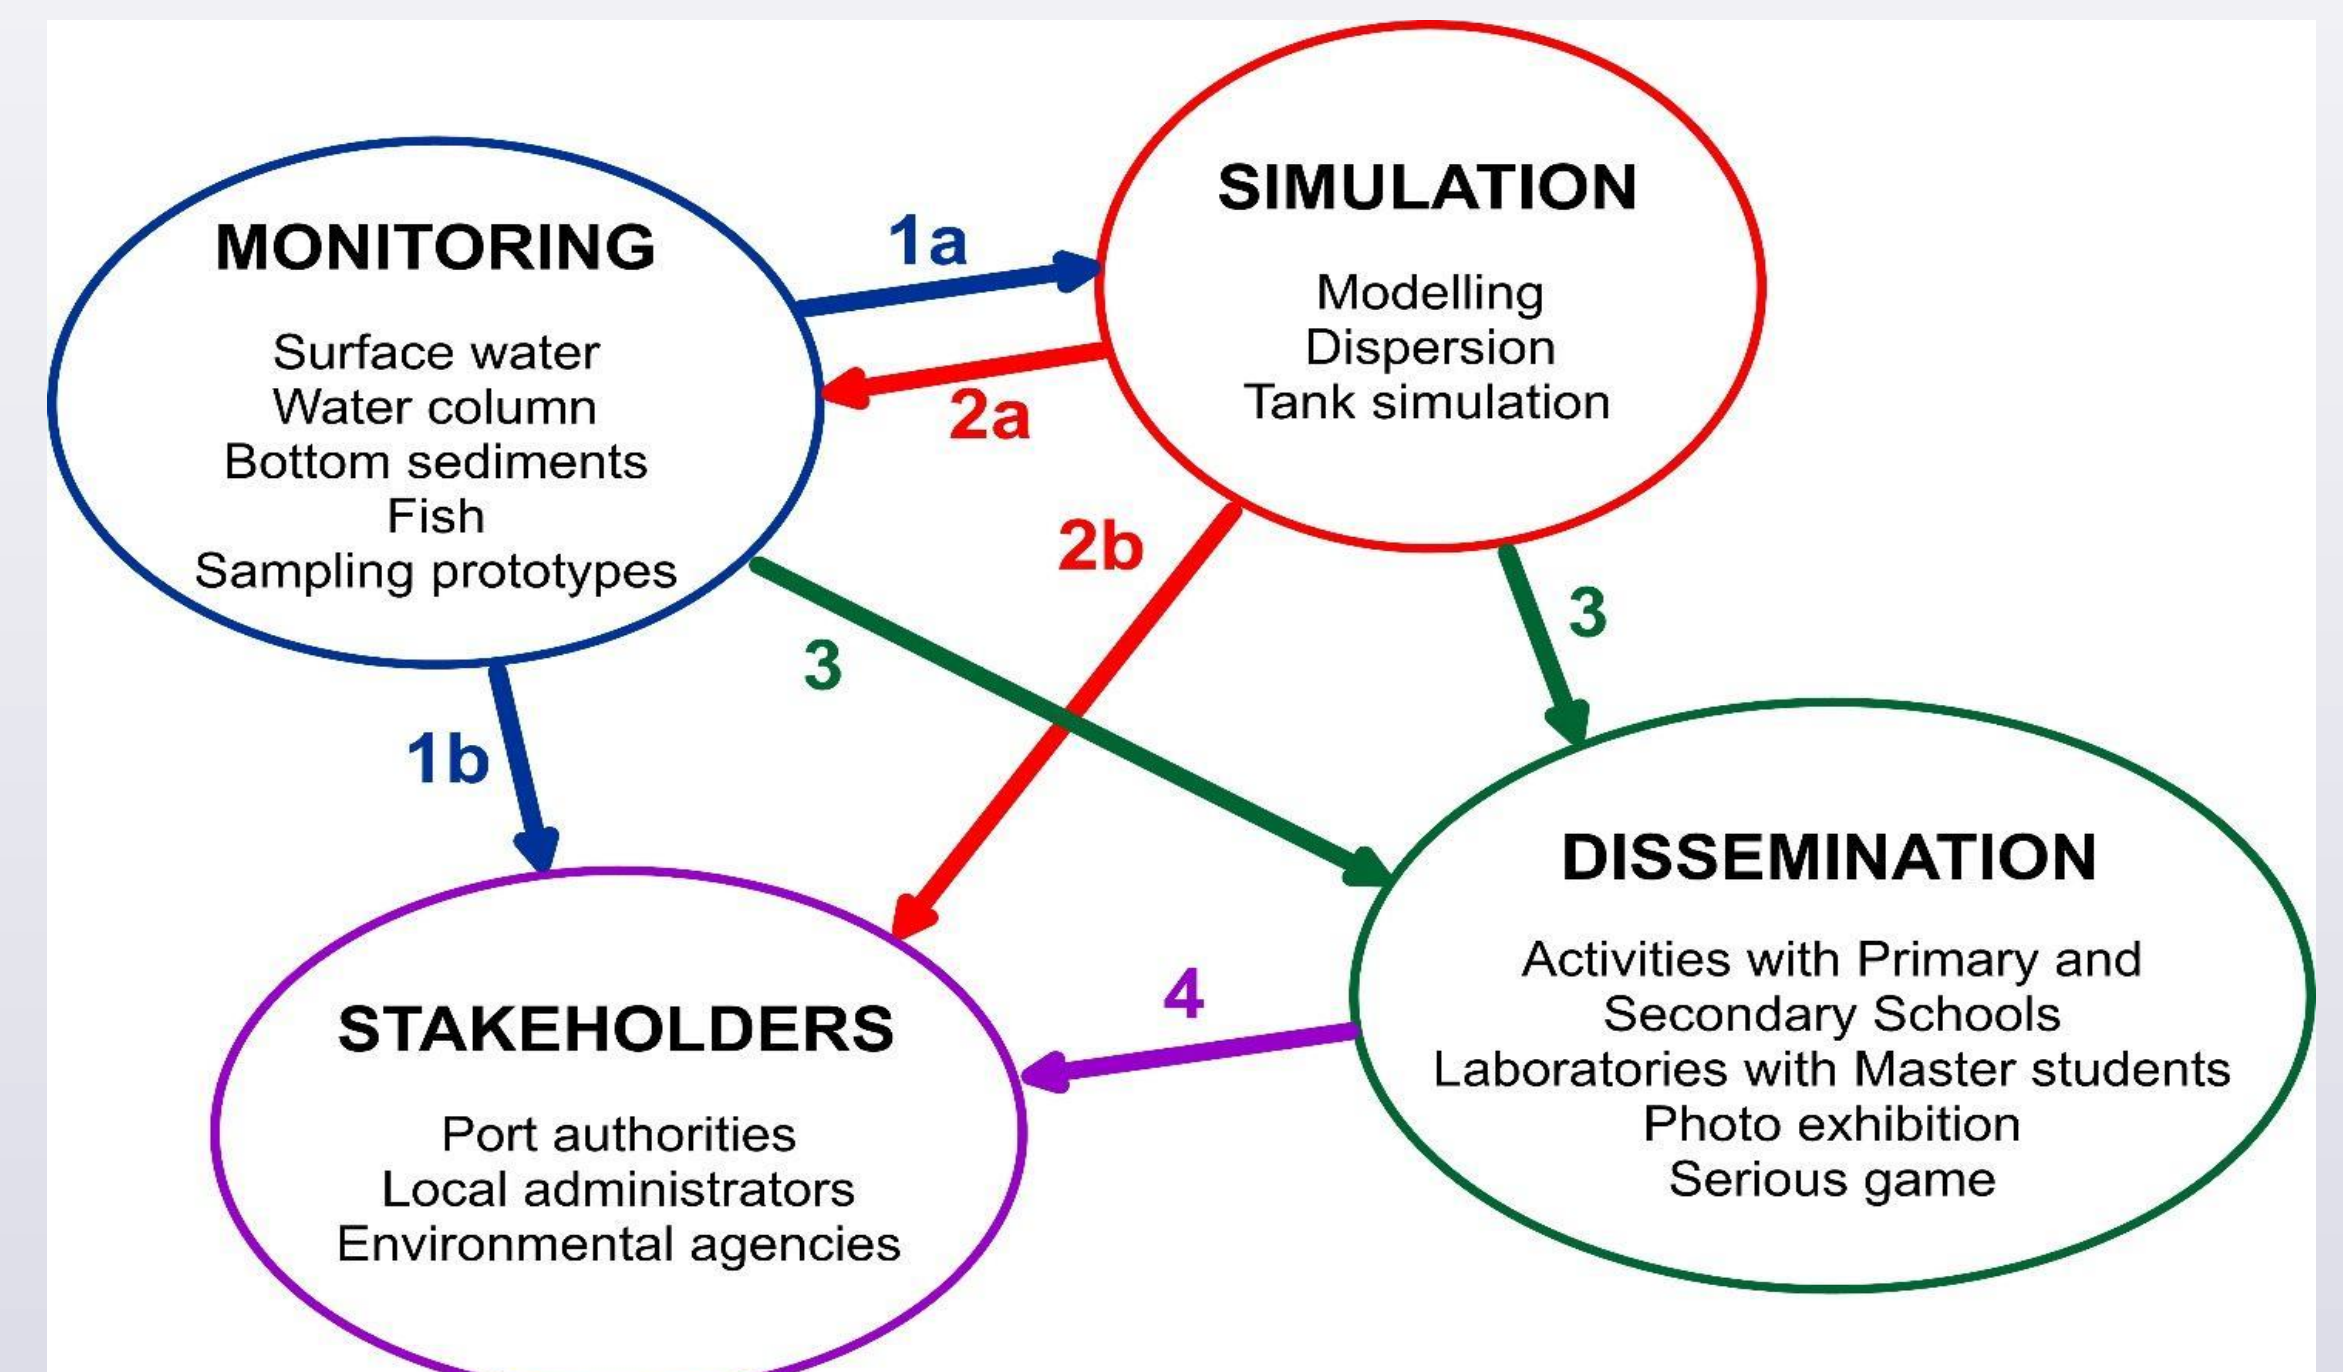 MONITORING
Surface water
Water column
Bottom sediments
Fish
Sampling prototypes
1a
2a
SIMULATION
Modelling
Dispersion
Tank simulation
2b
3
3
1b
STAKEHOLDERS
Port authorities
Local administrators
Environmental agencies
4
DISSEMINATION
Activities with Primary and
Secondary Schools
Laboratories with Master students
Photo exhibition
Serious game